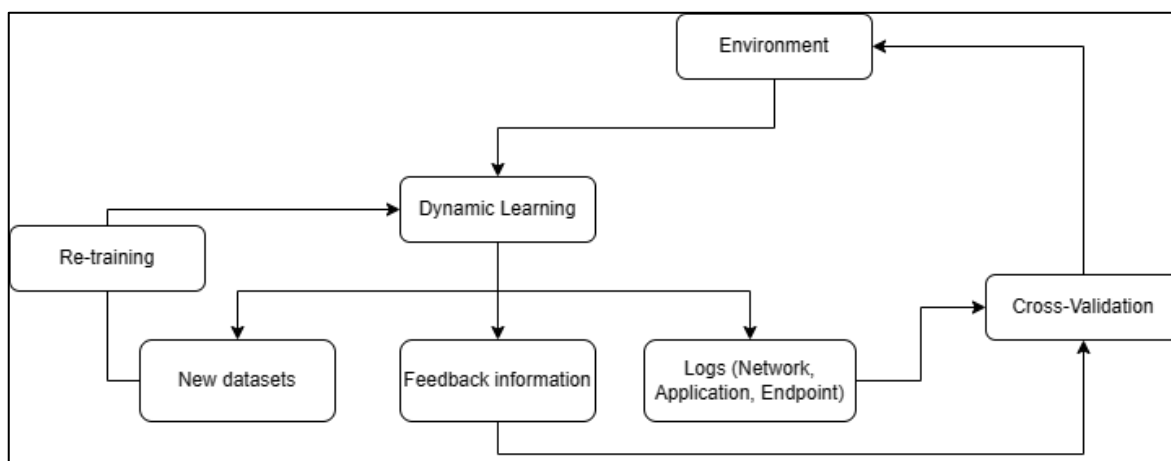 Environment
Dynamic Learning
Re-training
Cross-Validation
New datasets
Feedback information
Logs (Network,
Application, Endpoint)